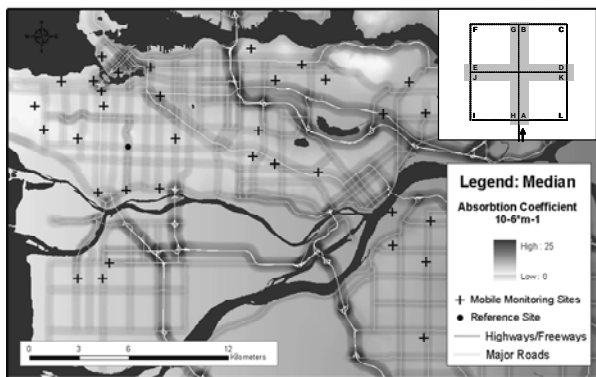 F G B C
E D
J K
I H A L
Legend: Median
Absorbtion Coefficient
10-6*m-1
High : 25
Low : 0
Mobile Monitoring Sites
Reference Site
Highways/Freeways
Major Roads
0 3 6 12
Kilometers